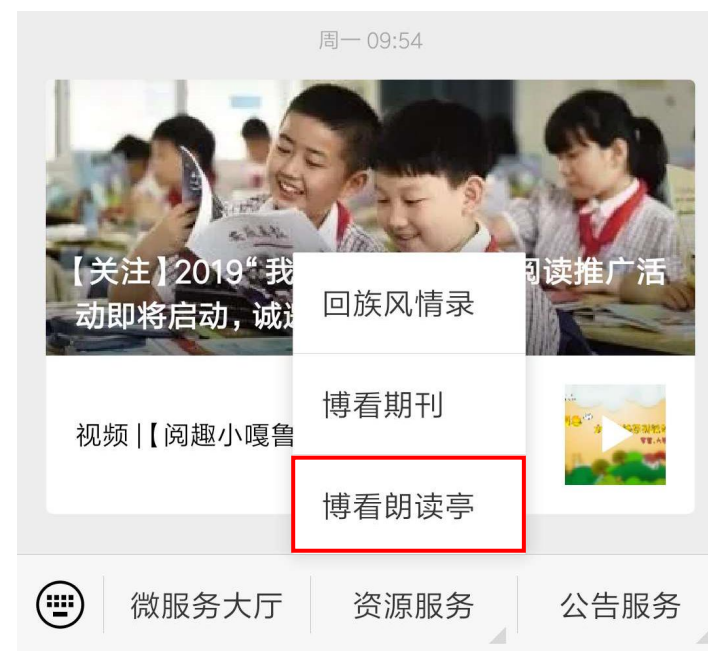 周一 09:54
【关注】2019“我
阅读推广活
动即将启动，诚
回族风情录
博看期刊
视频 |【阅趣小嘎鲁
博看朗读亭
微服务大厅
资源服务
公告服务